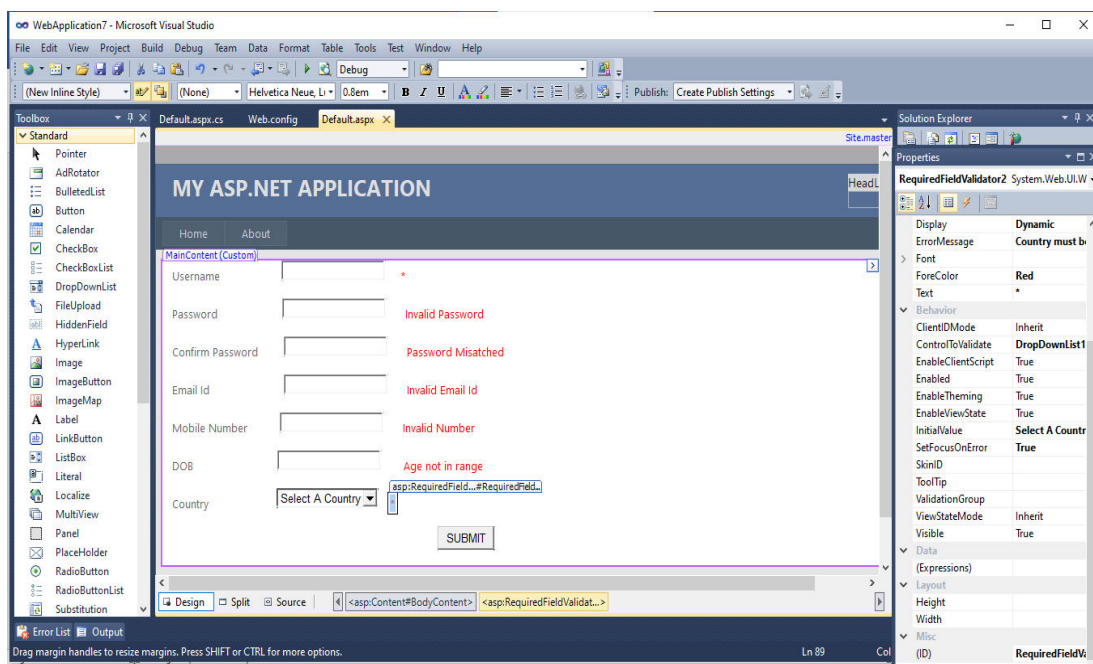 WebApplication7 - Microsoft Visual Studio
File Edit View Project Build Debug Team Data Format Table Tools Test Window Help
Debug
(New Inline Style) (None) Helvetica Neue, L 0.8em B I U A Publish: Create Publish Settings
Toolbox
Standard
Pointer
AdRotator
BulletedList
Button
Calendar
CheckBox
CheckBoxList
DropDownList
FileUpload
HiddenField
HyperLink
Image
ImageButton
ImageMap
Label
LinkButton
ListBox
Literal
Localize
MultiView
Panel
PlaceHolder
RadioButton
RadioButtonList
Substitution
Error List Output
Default.aspx.cs Web.config Default.aspx
Site.master
MY ASP.NET APPLICATION
HeadL
Home About
MainContent (Custom)
Username *
Password Invalid Password
Confirm Password Password Misatched
Email Id Invalid Email Id
Mobile Number Invalid Number
DOB Age not in range
asp:RequiredField...#RequiredField...
Country Select A Country *
SUBMIT
Design Split Source <asp:Content#BodyContent> <asp:RequiredFieldValidat...>
Solution Explorer
Properties
RequiredFieldValidator2 System.Web.UI.W
Display Dynamic
ErrorMessage Country must b
Font
ForeColor Red
Text *
Behavior
ClientIDMode Inherit
ControlToValidate DropDownList1
EnableClientScript True
Enabled True
EnableTheming True
EnableViewState True
InitialValue Select A Countr
SetFocusOnError True
SkinID
ToolTip
ValidationGroup
ViewStateMode Inherit
Visible True
Data
(Expressions)
Layout
Height
Width
Misc
(ID) RequiredFieldVa
Drag margin handles to resize margins. Press SHIFT or CTRL for more options. Ln 89 Col